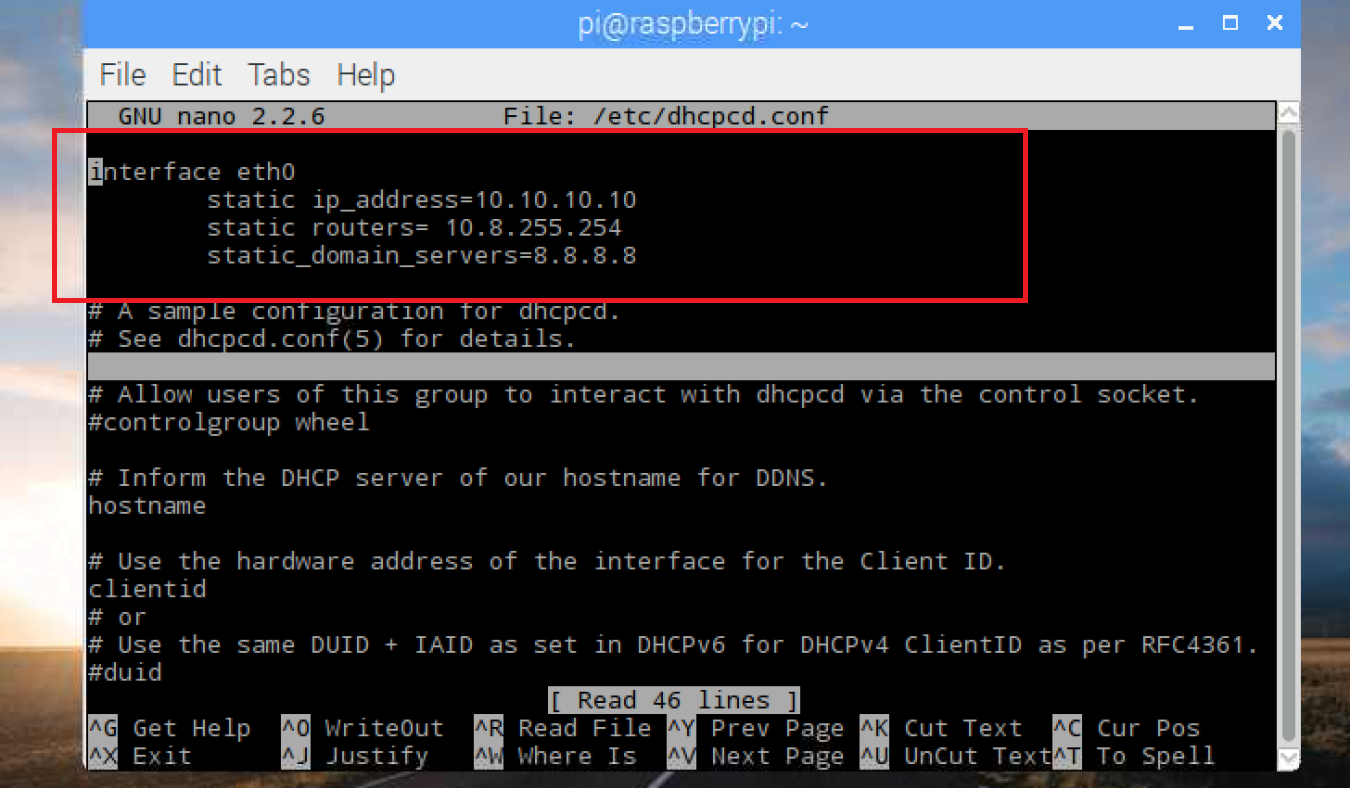 pi@raspberrypi: ~
File Edit Tabs Help
GNU nano 2.2.6 File: /etc/dhcpcd.conf
interface eth0
static ip_address=10.10.10.10
static routers= 10.8.255.254
static_domain_servers=8.8.8.8
# A sample configuration for dhcpcd.
# See dhcpcd.conf(5) for details.
# Allow users of this group to interact with dhcpcd via the control socket.
#controlgroup wheel
# Inform the DHCP server of our hostname for DDNS.
hostname
# Use the hardware address of the interface for the Client ID.
clientid
# or
# Use the same DUID + IAID as set in DHCPv6 for DHCPv4 ClientID as per RFC4361.
#duid
[ Read 46 lines ]
^G Get Help ^O WriteOut ^R Read File ^Y Prev Page ^K Cut Text ^C Cur Pos
^X Exit ^J Justify ^W Where Is ^V Next Page ^U UnCut Text^T To Spell